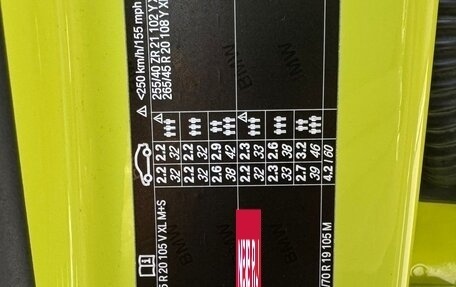 <250 km/h/155 mph
255/40 ZR 21 102 Y
265/45 R 20 108 Y
5 R 20 105 V XL M+S 2.2 2.2
32 32
2.2 2.2
32 32
2.6 2.9
38 42
2.2 2.3
32 33
2.3 2.6
33 38
2.7 3.2
39 46
/70 R 19 105 M 4.2 / 60
BMW
BMW
BMW